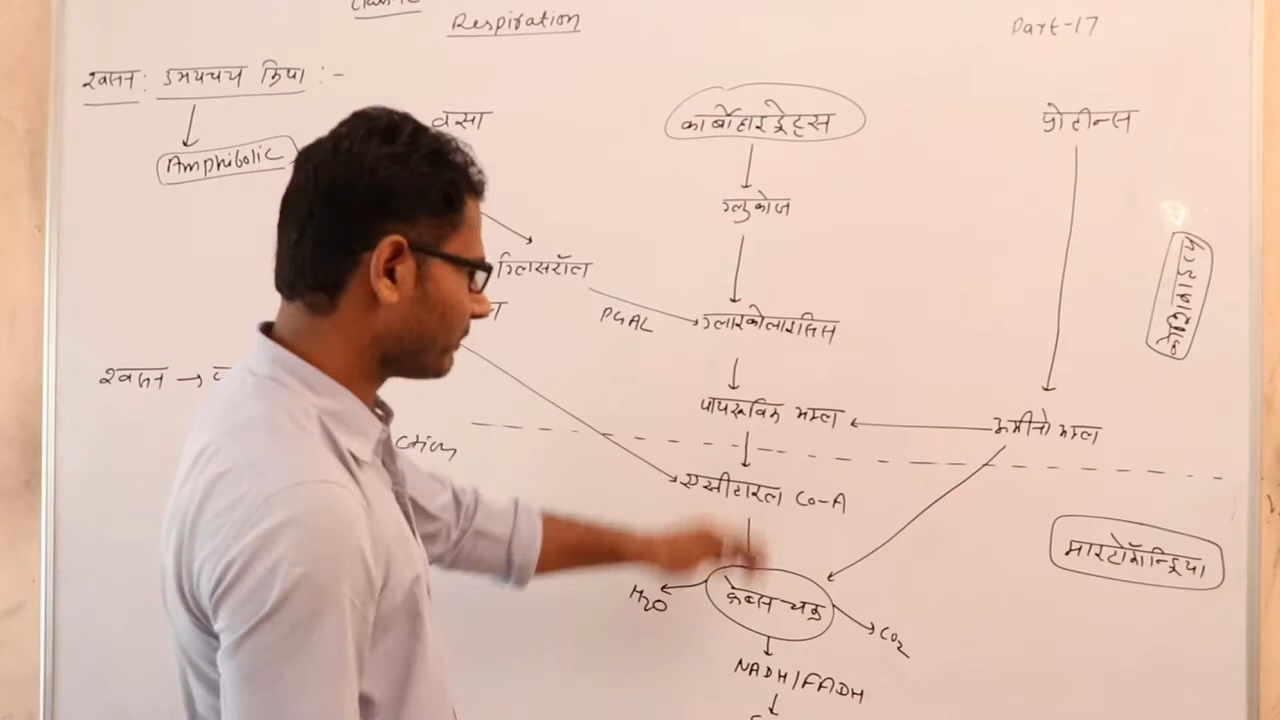 Respiration
Part-17
श्वसन: उभयचय क्रिया :-
Amphibolic
वसा
कार्बोहाइड्रेट्स
प्रोटीन्स
ग्लुकोज
ग्लिसरॉल
PGAL
ग्लाइकोलाइसिस
श्वसन →
पायरूविक अम्ल
अमीनो अम्ल
ction
एसीटाइल CO-A
माइटोकॉन्ड्रिया
क्रेब्स चक्र
H2O
CO2
NADH/FADH